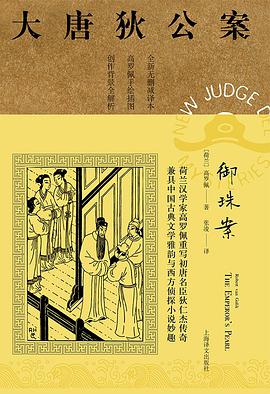 大唐狄公案
全新无删减译本
高罗佩手绘插图
创作背景全解析
NEW JUDGE D
[荷兰] 高罗佩 著
张凌 译
御珠案
Robert van Gulik
THE EMPEROR'S PEARL
荷兰汉学家高罗佩重写初唐名臣狄仁杰传奇
兼具中国古典文学雅韵与西方侦探小说妙趣
上海译文出版社